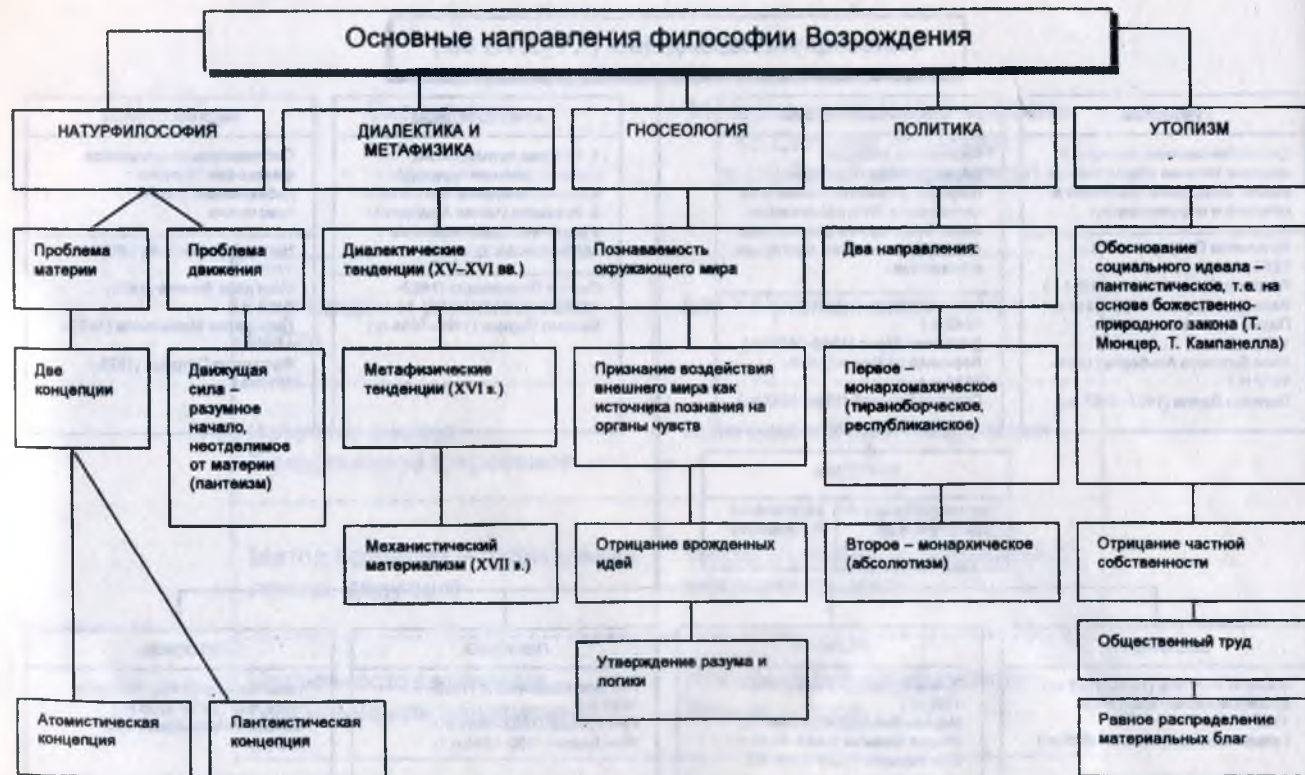 Основные направления философии Возрождения
НАТУРФИЛОСОФИЯ
ДИАЛЕКТИКА И
МЕТАФИЗИКА
ГНОСЕОЛОГИЯ
ПОЛИТИКА
УТОПИЗМ
Проблема
материи
Проблема
движения
Диалектические
тенденции (XV–XVI вв.)
Познаваемость
окружающего мира
Два направления:
Обоснование
социального идеала –
пантеистическое, т.е. на
основе божественно-
природного закона (Т.
Мюнцер, Т. Кампанелла)
Две
концепции
Движущая
сила –
разумное
начало,
неотделимое
от материи
(пантеизм)
Метафизические
тенденции (XVI в.)
Признание воздействия
внешнего мира как
источника познания на
органы чувств
Первое –
монархомахическое
(тираноборческое,
республиканское)
Механистический
материализм (XVII в.)
Отрицание врожденных
идей
Второе – монархическое
(абсолютизм)
Отрицание частной
собственности
Утверждение разума и
логики
Общественный труд
Атомистическая
концепция
Пантеистическая
концепция
Равное распределение
материальных благ